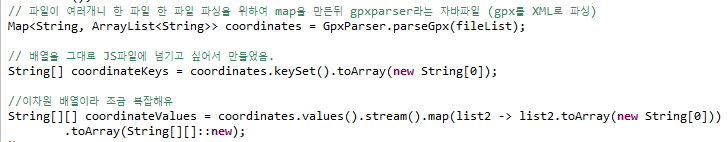 // 파일이 여러개니 한 파일 한 파일 파싱을 위하여 map을 만든뒤 gpxparser라는 자바파일 (gpx를 XML로 파싱)
Map<String, ArrayList<String>> coordinates = GpxParser.parseGpx(fileList);
// 배열을 그대로 JS파일에 넘기고 싶어서 만들었음.
String[] coordinateKeys = coordinates.keySet().toArray(new String[0]);
//이차원 배열이라 조금 복잡해유
String[][] coordinateValues = coordinates.values().stream().map(list2 -> list2.toArray(new String[0]))
.toArray(String[][]::new);